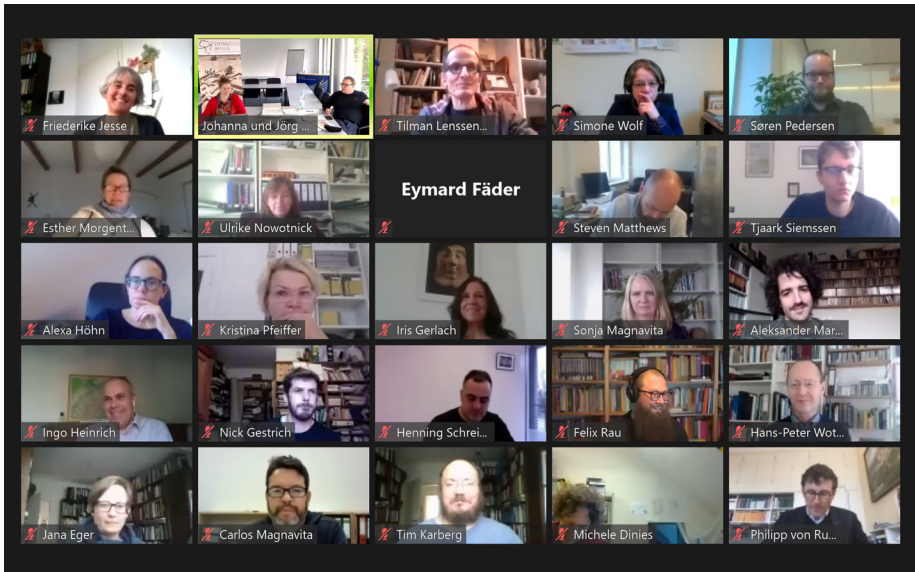 Friederike Jesse
ENTANGLED
AFRICA
Johanna und Jörg ...
Tilman Lenssen...
Simone Wolf
Søren Pedersen
Esther Morgent...
Ulrike Nowotnick
Eymard Fäder
Steven Matthews
Tjaark Siemssen
Alexa Höhn
Kristina Pfeiffer
Iris Gerlach
Sonja Magnavita
Aleksander Mar...
Ingo Heinrich
Nick Gestrich
Henning Schrei...
Felix Rau
Hans-Peter Wot...
Jana Eger
Carlos Magnavita
Tim Karberg
Michele Dinies
Philipp von Ru...